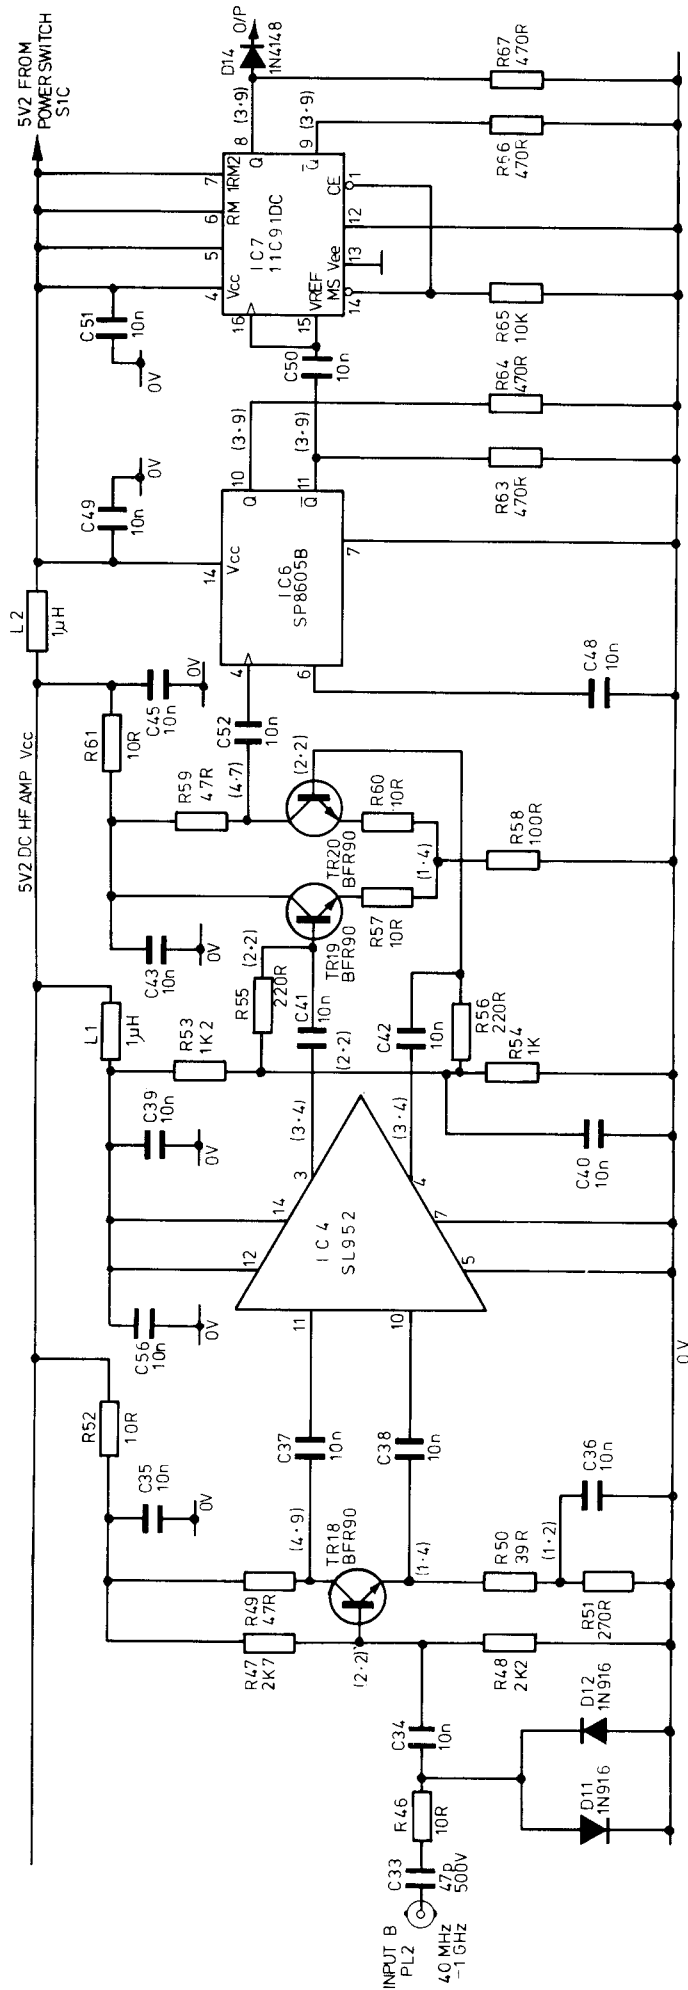 INPUT B
PL2
40 MHz
-1 GHz
C33
47p
500V
R46
10R
D11
1N916
D12
1N916
C34
10n
R47
2K7
R49
47R
(2·2)
R48
2K2
TR18
BFR90
(4·9)
(1·4)
R50
39R
(1·2)
R51
270R
C36
10n
C35
10n
0V
R52
10R
C37
10n
C38
10n
C56
10n
0V
11
10
12
14
IC4
SL952
5
7
3
4
(3·4)
(3·4)
C39
10n
0V
L1
1µH
R53
1K2
R55
220R
(2·2)
C41
10n
(2·2)
C42
10n
R56
220R
R54
1K
C40
10n
0V
5V2 DC HF AMP Vcc
C43
10n
0V
TR19
BFR90
TR20
BFR90
R57
10R
R60
10R
(1·4)
R58
100R
R59
47R
(4·7)
(2·2)
R61
10R
C45
10n
0V
C52
10n
L2
1µH
C49
10n
0V
14
Vcc
4
6
IC6
SP8605B
7
C48
10n
10
Q
11
Q
(3·9)
(3·9)
R63
470R
R64
470R
C50
10n
C51
10n
0V
4
5
6
7
Vcc
RM
1RM2
16
15
VREF
IC7
11C91DC
MS
Vee
CE
14
13
12
1
8
Q
9
Q
(3·9)
(3·9)
R65
10K
R66
470R
R67
470R
D14
1N4148
O/P
5V2 FROM
POWER SWITCH
S1C